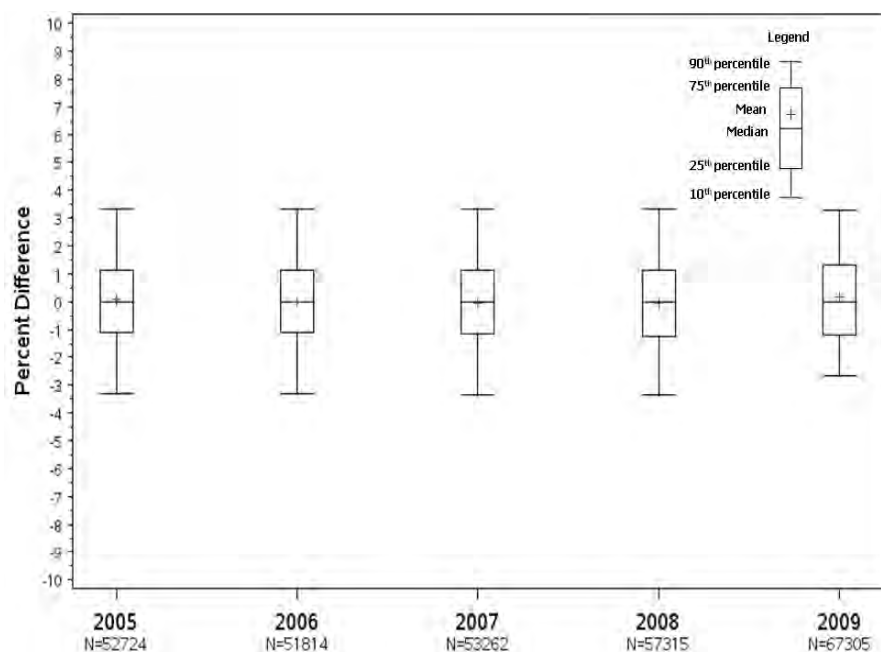 Percent Difference
10
9
8
7
6
5
4
3
2
1
0
-1
-2
-3
-4
-5
-6
-7
-8
-9
-10
Legend
90th percentile
75th percentile
Mean
Median
25th percentile
10th percentile
2005 2006 2007 2008 2009
N=52724 N=51814 N=53262 N=57315 N=67305